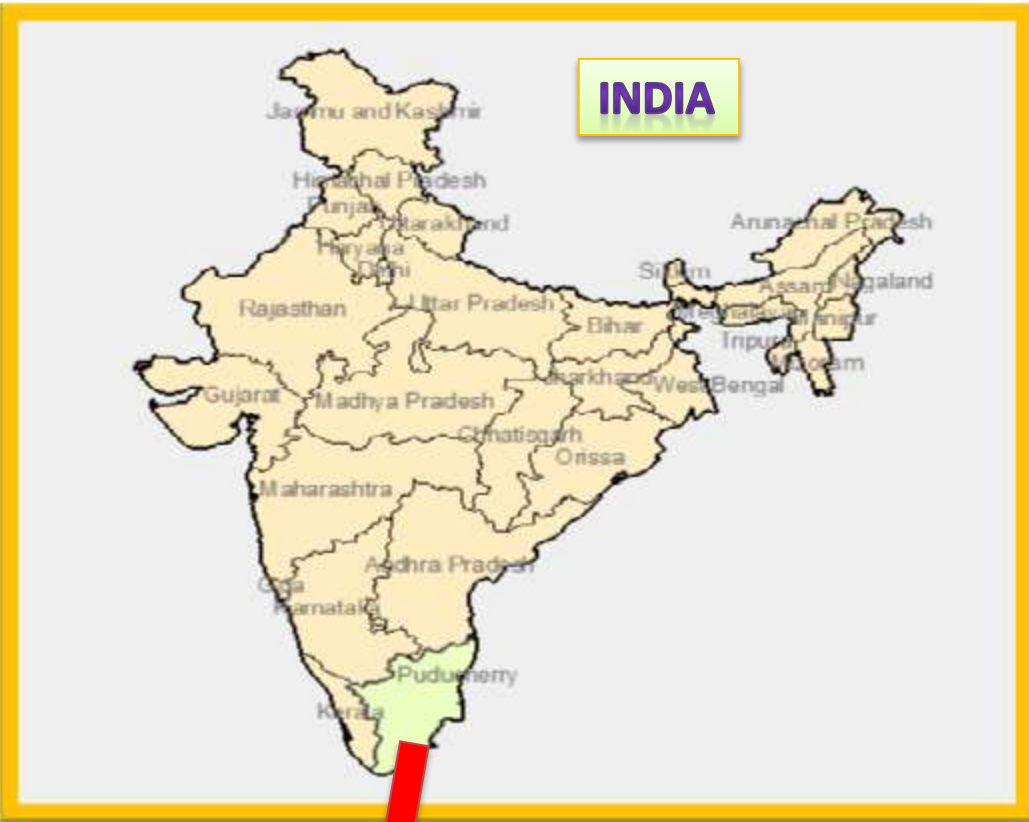 INDIA
Jammu and Kashmir
Himachal Pradesh
Punjab
Uttarakhand
Arunachal Pradesh
Haryana
Delhi
Sikkim
Assam
Nagaland
Rajasthan
Uttar Pradesh
Meghalaya
Manipur
Bihar
Tripura
Mizoram
Jharkhand
West Bengal
Gujarat
Madhya Pradesh
Chhatisgarh
Orissa
Maharashtra
Andhra Pradesh
Goa
Karnataka
Puducherry
Kerala